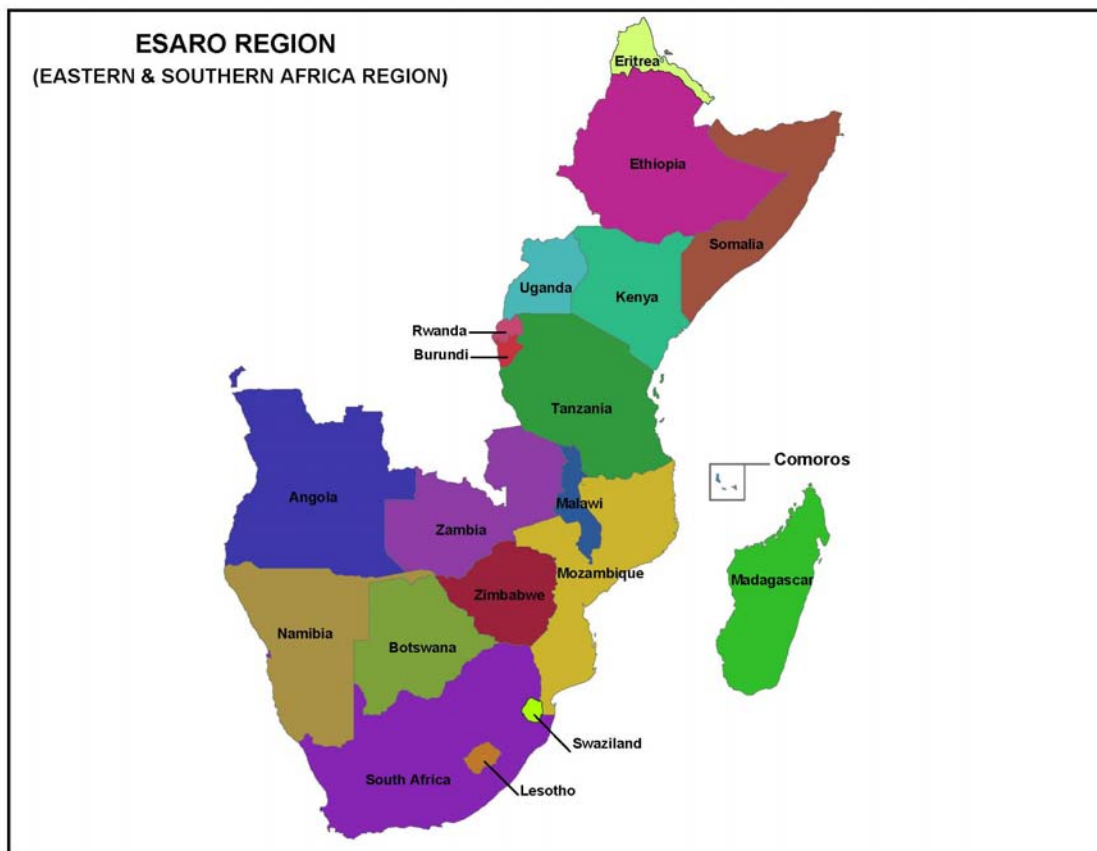 ESARO REGION
(EASTERN & SOUTHERN AFRICA REGION)
Eritrea
Ethiopia
Somalia
Uganda
Kenya
Rwanda
Burundi
Tanzania
Comoros
Angola
Malawi
Zambia
Mozambique
Madagascar
Zimbabwe
Namibia
Botswana
Swaziland
South Africa
Lesotho